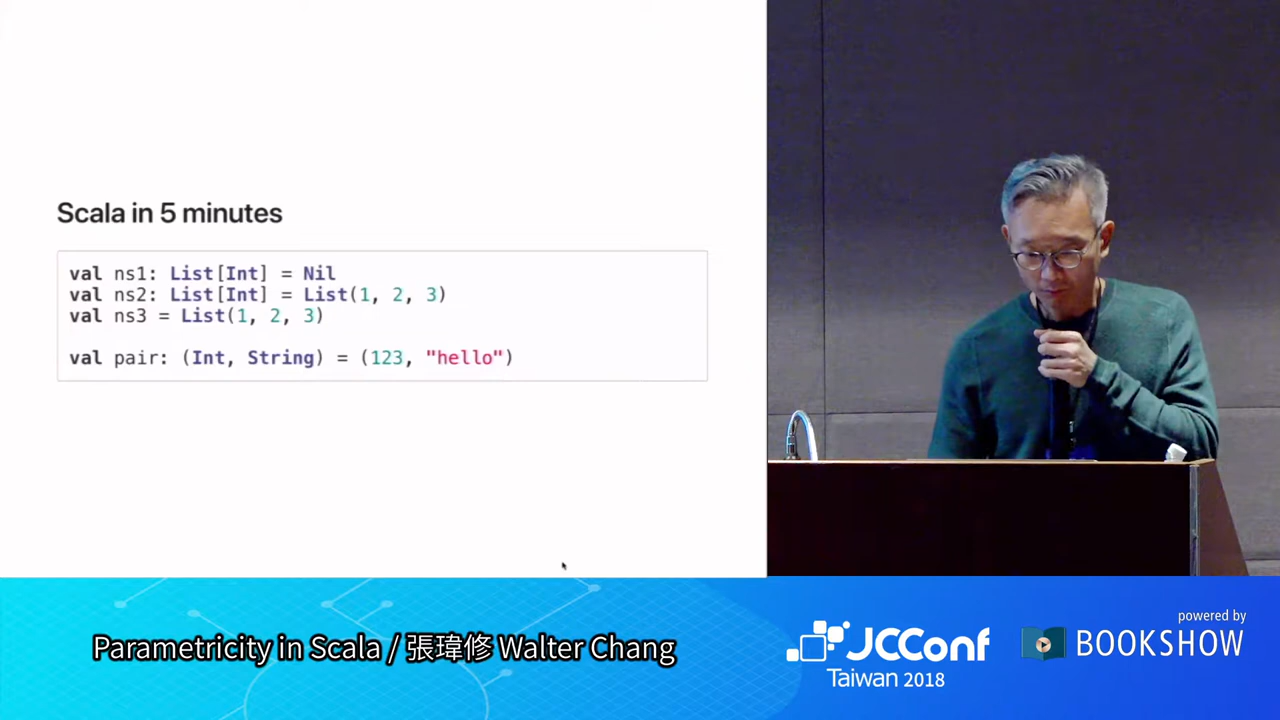 Scala in 5 minutes
val ns1: List[Int] = Nil
val ns2: List[Int] = List(1, 2, 3)
val ns3 = List(1, 2, 3)
val pair: (Int, String) = (123, "hello")
Parametricity in Scala / 張瑋修 Walter Chang
JCConf
Taiwan 2018
powered by
BOOKSHOW